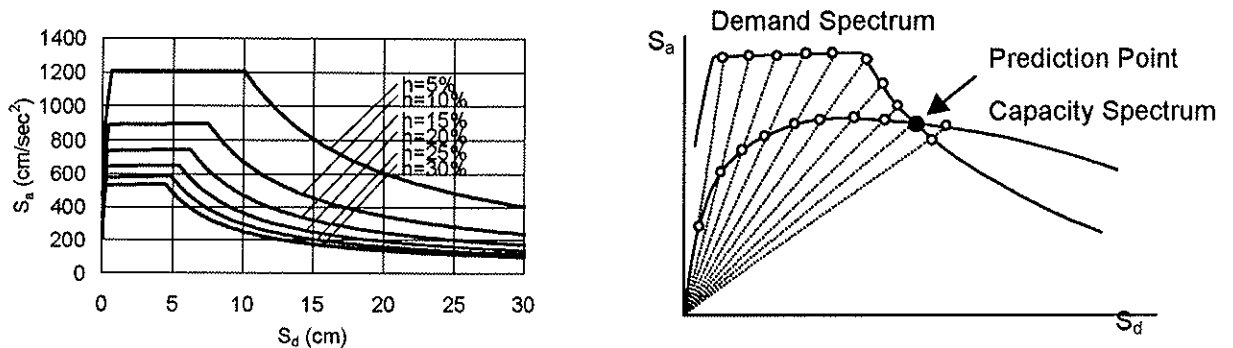 1400
1200
1000
800
600
400
200
0
Sa (cm/sec²)
0 5 10 15 20 25 30
Sd (cm)
h=5%
h=10%
h=15%
h=20%
h=25%
h=30%
Demand Spectrum
Sa
Prediction Point
Capacity Spectrum
Sd